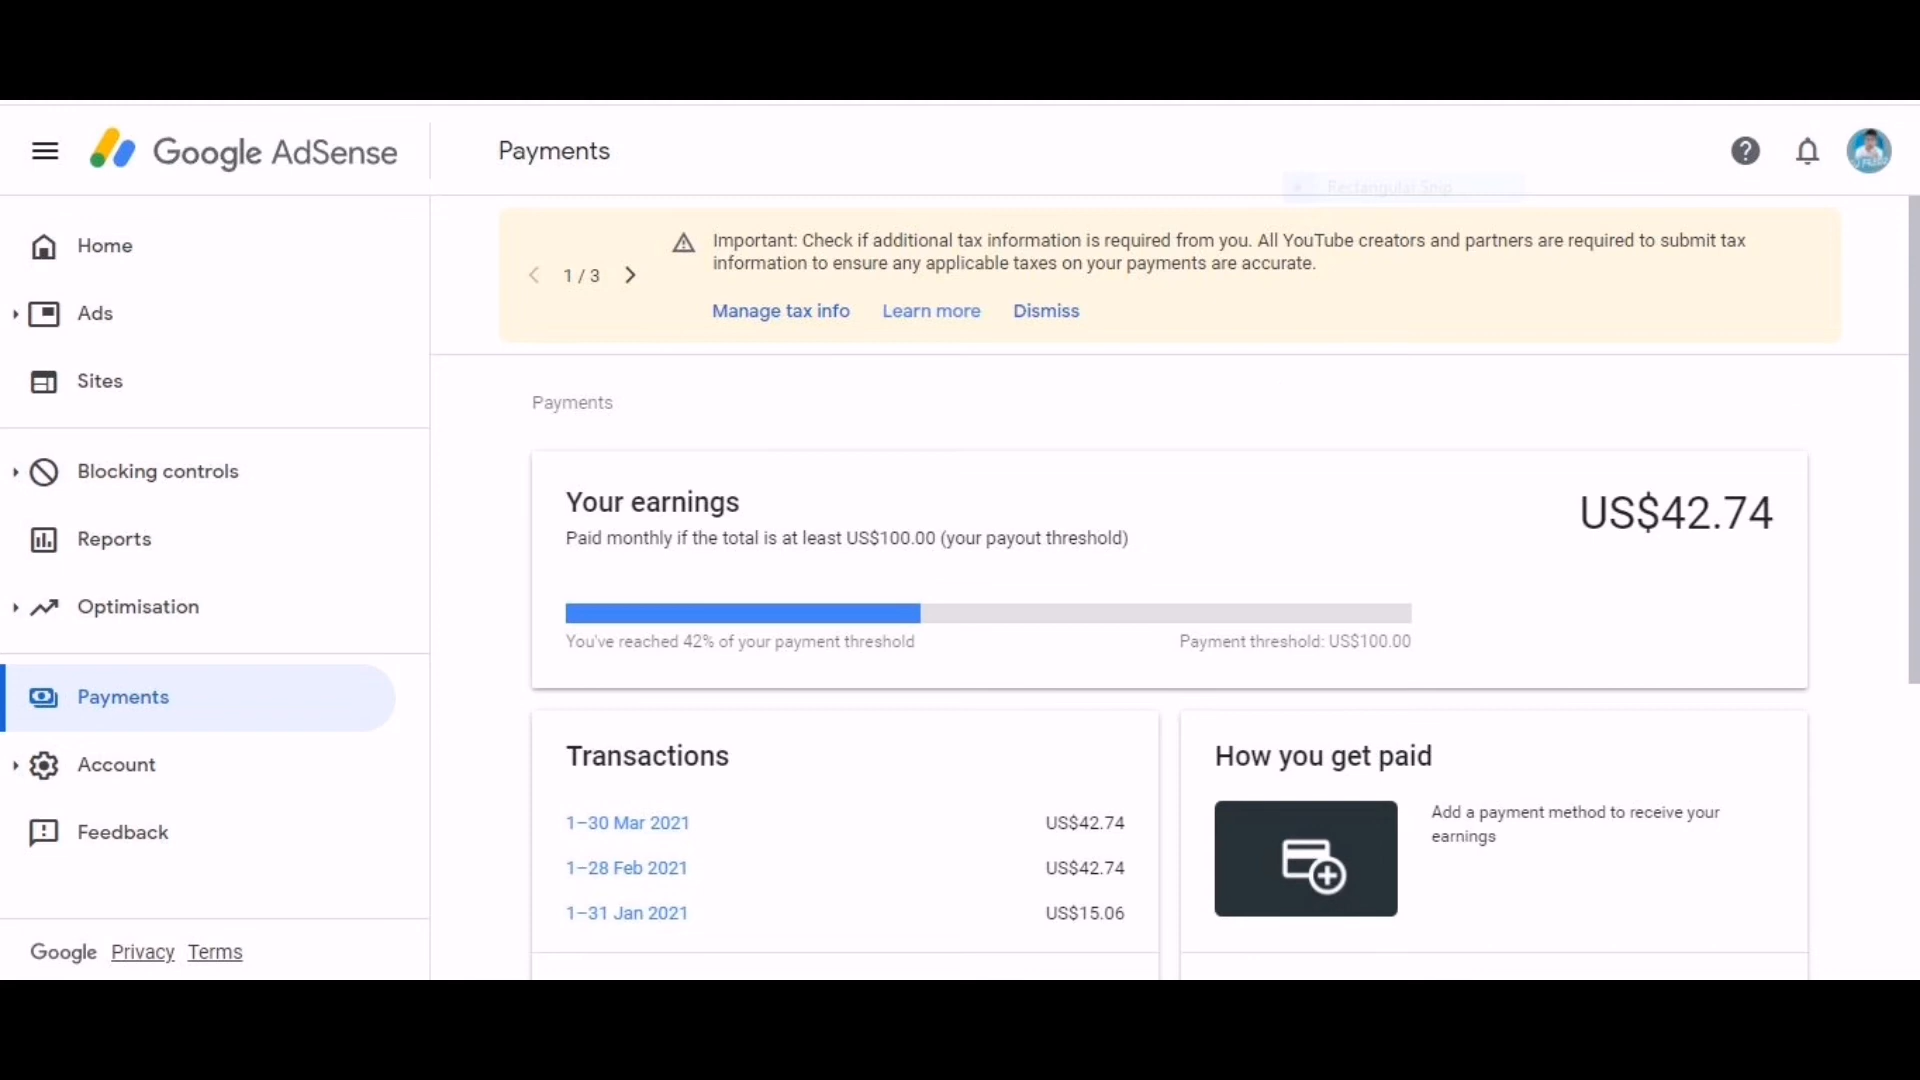 Google AdSense
Payments
Rectangular Snip
Home
Ads
Sites
Blocking controls
Reports
Optimisation
Payments
Account
Feedback
Google Privacy Terms
1 / 3
Important: Check if additional tax information is required from you. All YouTube creators and partners are required to submit tax
information to ensure any applicable taxes on your payments are accurate.
Manage tax info Learn more Dismiss
Payments
Your earnings
US$42.74
Paid monthly if the total is at least US$100.00 (your payout threshold)
You've reached 42% of your payment threshold
Payment threshold: US$100.00
Transactions
1–30 Mar 2021 US$42.74
1–28 Feb 2021 US$42.74
1–31 Jan 2021 US$15.06
How you get paid
Add a payment method to receive your
earnings